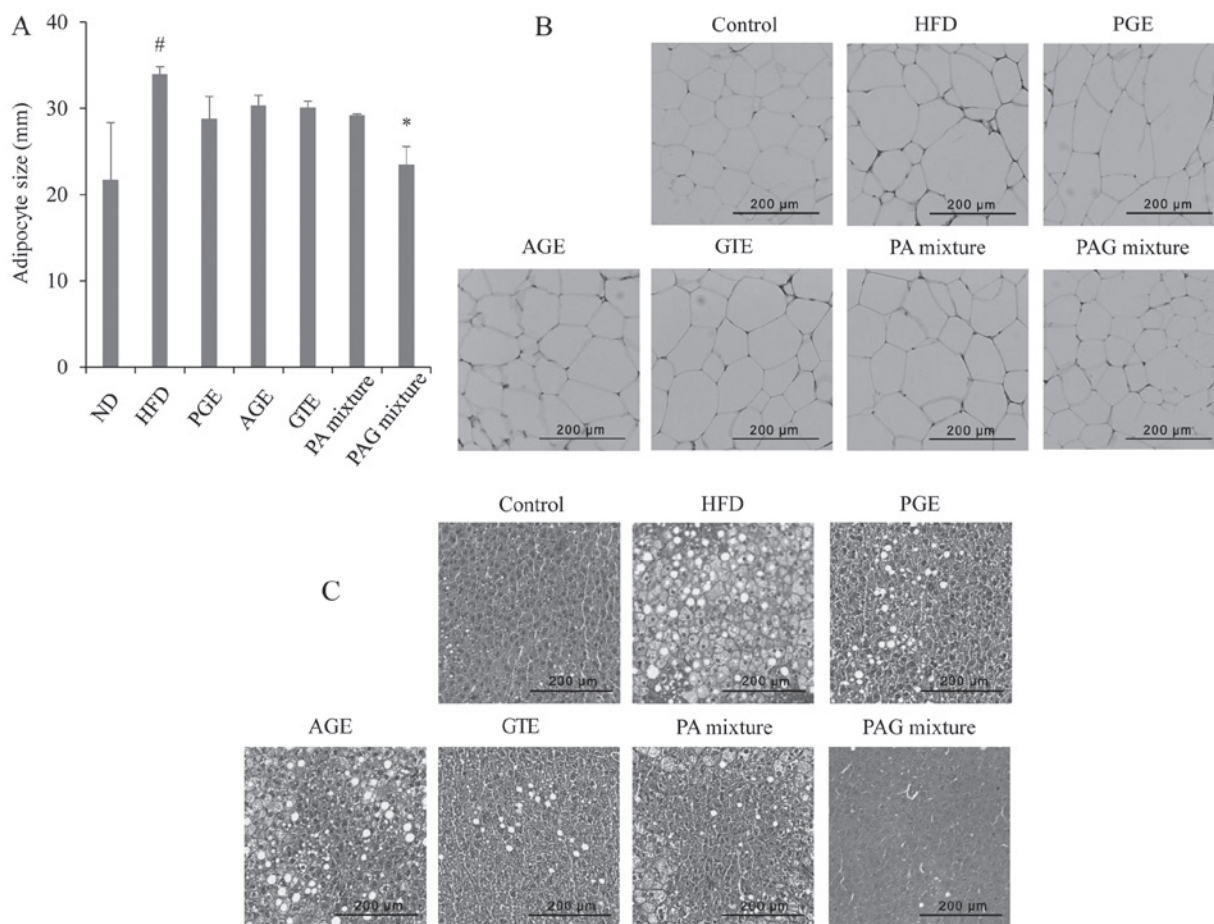 A
Adipocyte size (mm)
40
30
20
10
0
#
*
ND
HFD
PGE
AGE
GTE
PA mixture
PAG mixture
B
Control HFD PGE
200 µm 200 µm 200 µm
AGE GTE PA mixture PAG mixture
200 µm 200 µm 200 µm 200 µm
C
Control HFD PGE
200 µm 200 µm 200 µm
AGE GTE PA mixture PAG mixture
200 µm 200 µm 200 µm 200 µm